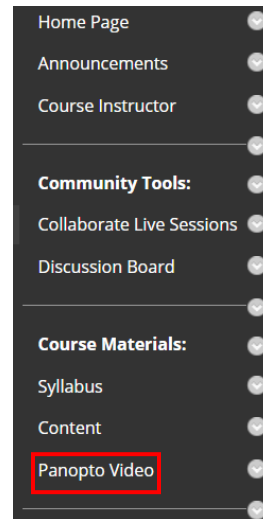 Home Page
Announcements
Course Instructor
Community Tools:
Collaborate Live Sessions
Discussion Board
Course Materials:
Syllabus
Content
Panopto Video